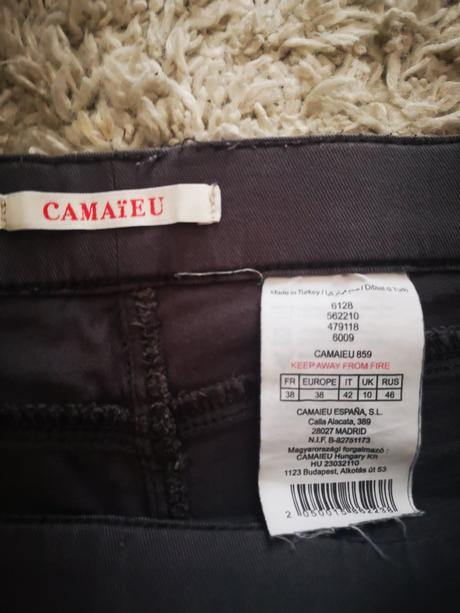 CAMAïEU
Made in Turkey /
6128
562210
479118
6009
CAMAIEU 859
KEEP AWAY FROM FIRE
FR EUROPE IT UK RUS
38 38 42 10 46
CAMAIEU ESPAÑA, S.L.
Calla Alacata, 389
28027 MADRID
N.I.F. B-82751173
Magyarországi forgalmazó :
CAMAIEU Hungary Kft
HU 23032110
1123 Budapest, Alkotás út 53